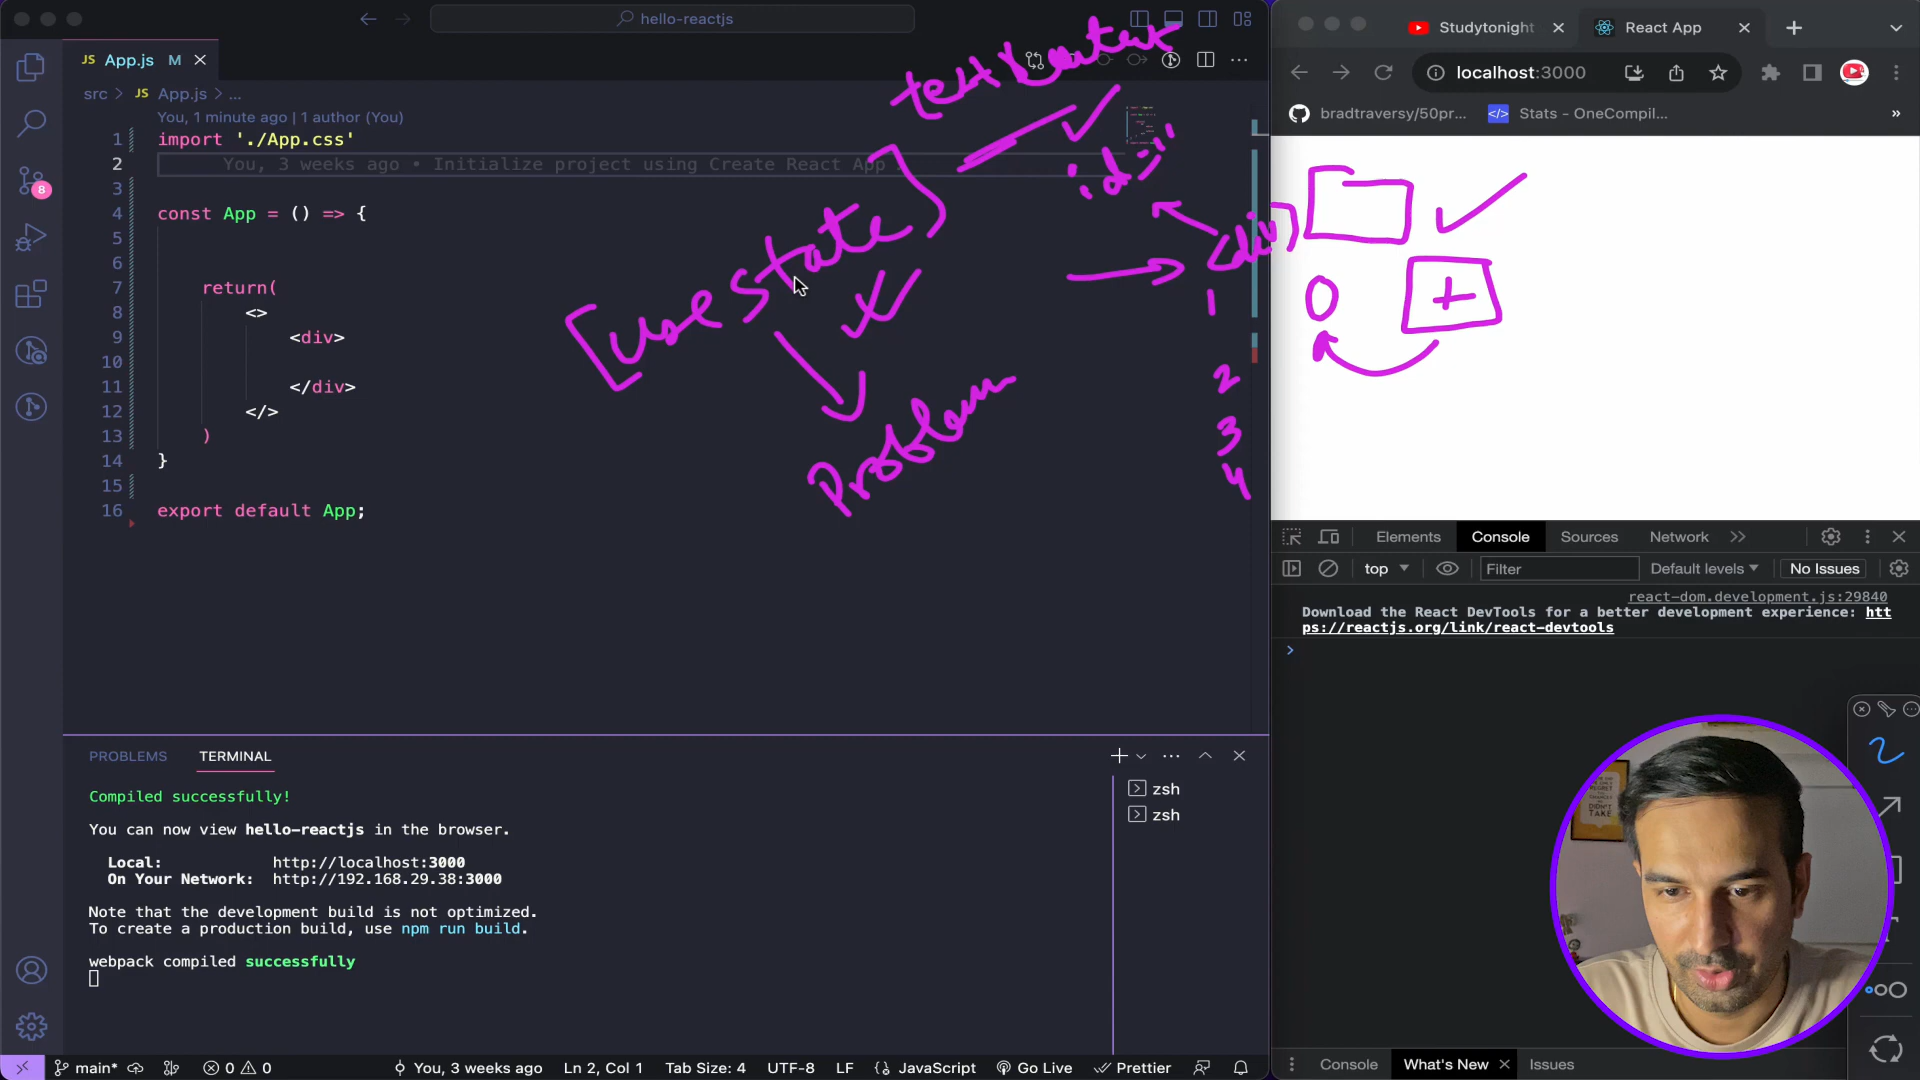 hello-reactjs
JS App.js M
src > JS App.js > ...
You, 1 minute ago | 1 author (You)
1 import './App.css'
2 You, 3 weeks ago • Initialize project using Create React App
3
4 const App = () => {
5
6
7 return(
8 <>
9 <div>
10
11 </div>
12 </>
13 )
14 }
15
16 export default App;
[useState]
Problem
id=""
<div>
1
2
3
4
8
PROBLEMS TERMINAL
Compiled successfully!
You can now view hello-reactjs in the browser.
Local: http://localhost:3000
On Your Network: http://192.168.29.38:3000
Note that the development build is not optimized.
To create a production build, use npm run build.
webpack compiled successfully
zsh
zsh
main* 0 0 You, 3 weeks ago Ln 2, Col 1 Tab Size: 4 UTF-8 LF {} JavaScript Go Live Prettier
Studytonight React App
localhost:3000
bradtraversy/50pr... </> Stats - OneCompil... »
0 +
Elements Console Sources Network »
top Filter Default levels No Issues
react-dom.development.js:29840
Download the React DevTools for a better development experience: htt
ps://reactjs.org/link/react-devtools
>
Console What's New Issues